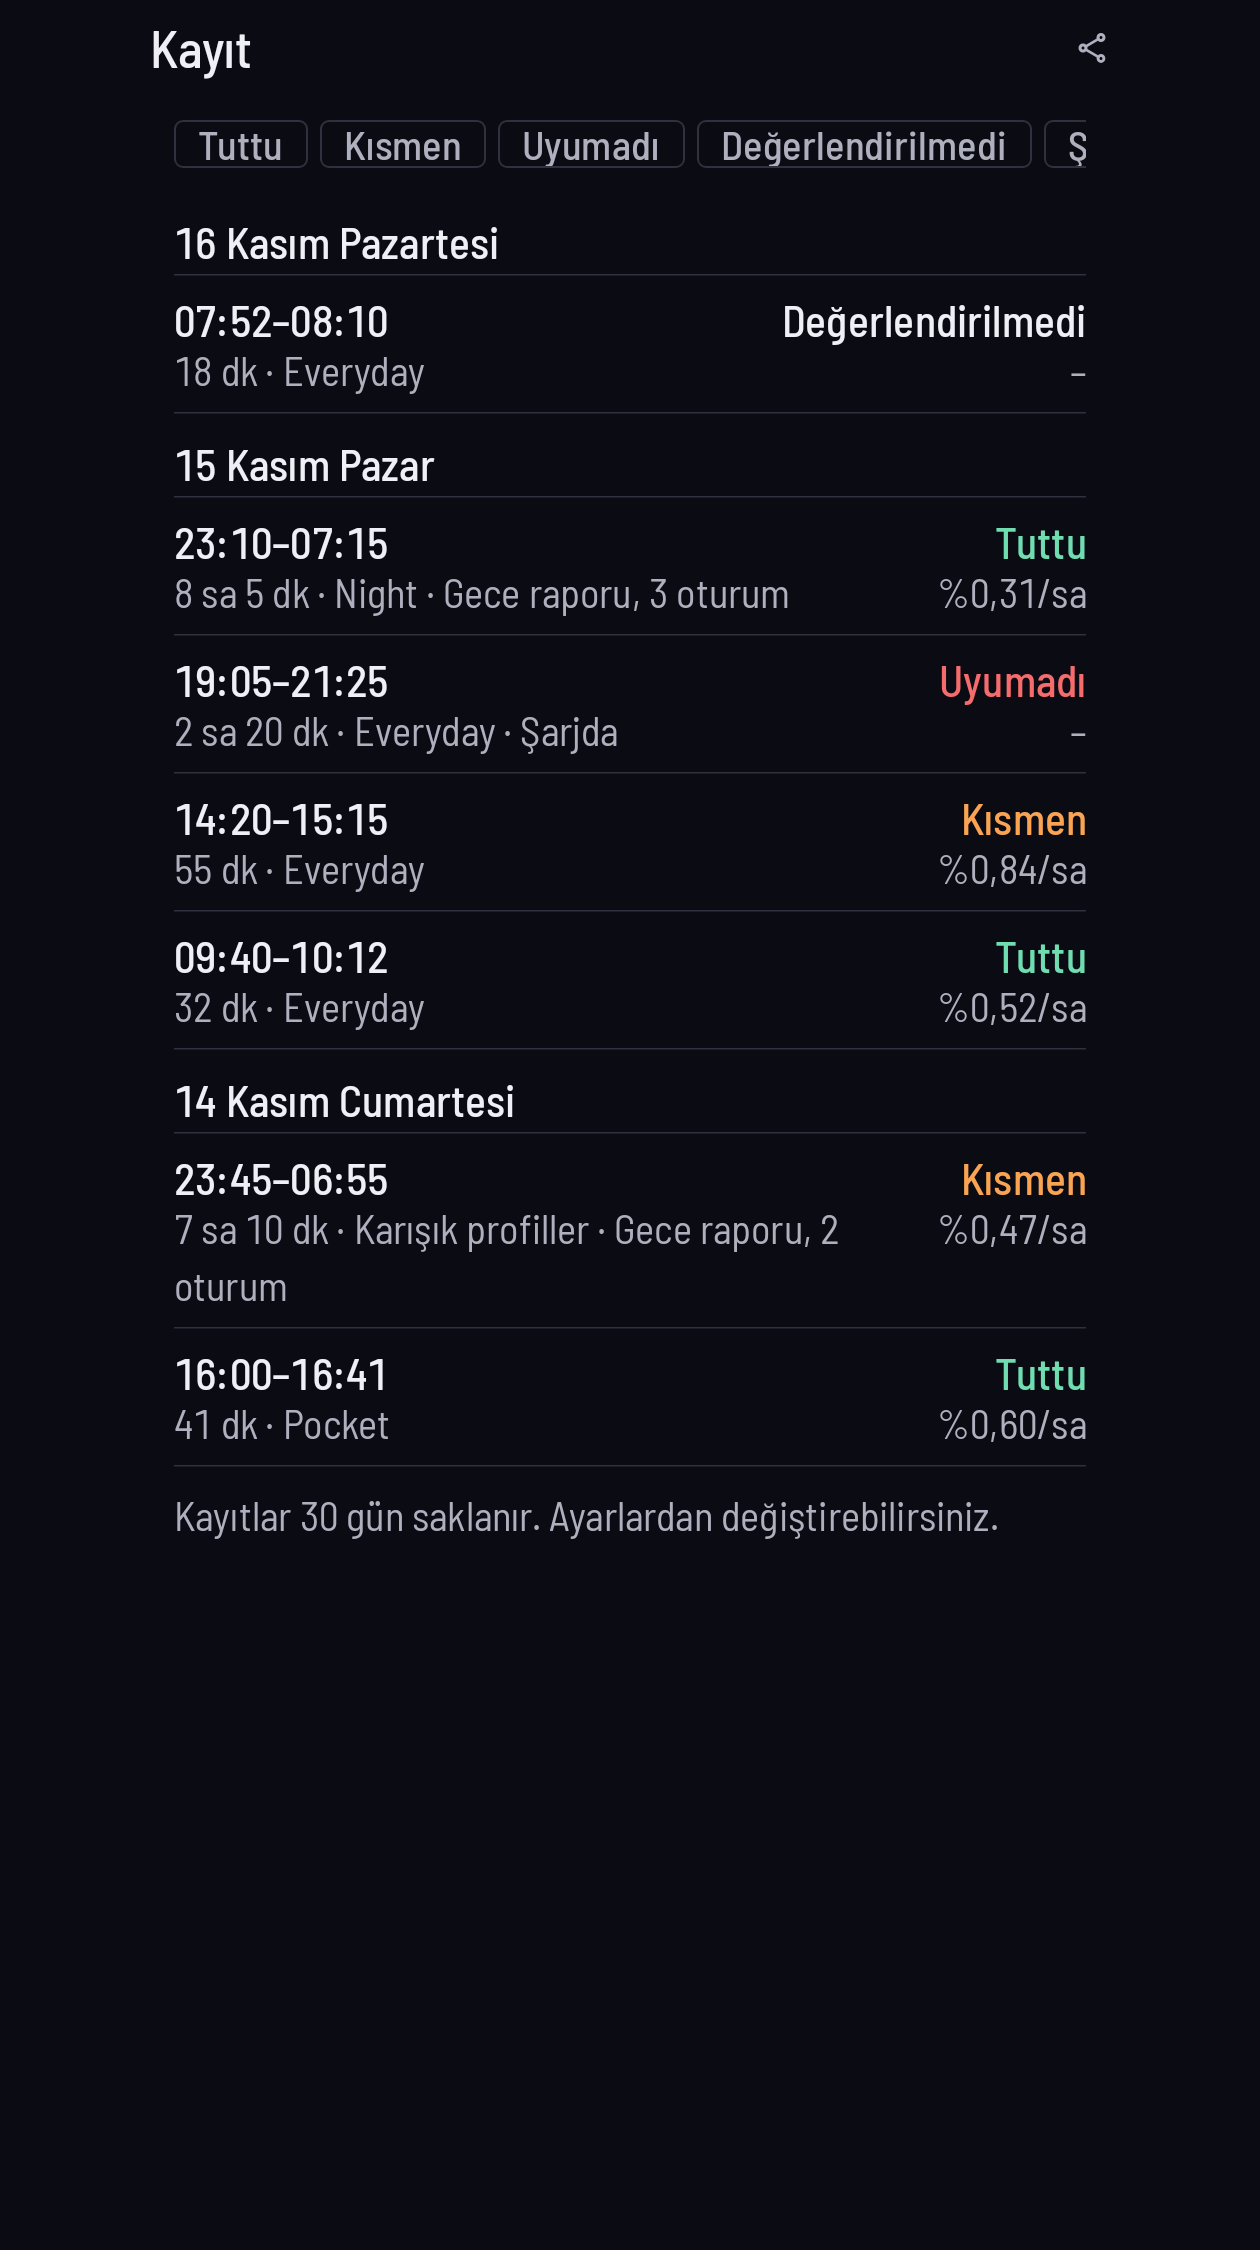 Kayıt
Tuttu Kısmen Uyumadı Değerlendirilmedi Ş
16 Kasım Pazartesi
07:52–08:10 Değerlendirilmedi
18 dk · Everyday –
15 Kasım Pazar
23:10–07:15 Tuttu
8 sa 5 dk · Night · Gece raporu, 3 oturum %0,31/sa
19:05–21:25 Uyumadı
2 sa 20 dk · Everyday · Şarjda –
14:20–15:15 Kısmen
55 dk · Everyday %0,84/sa
09:40–10:12 Tuttu
32 dk · Everyday %0,52/sa
14 Kasım Cumartesi
23:45–06:55 Kısmen
7 sa 10 dk · Karışık profiller · Gece raporu, 2 %0,47/sa
oturum
16:00–16:41 Tuttu
41 dk · Pocket %0,60/sa
Kayıtlar 30 gün saklanır. Ayarlardan değiştirebilirsiniz.